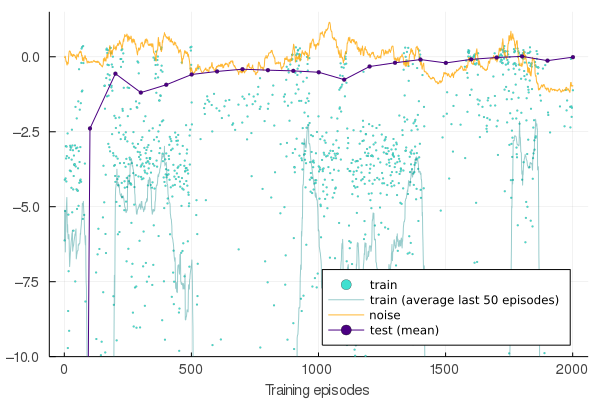 0.0
−2.5
−5.0
−7.5
−10.0
0
500
1000
1500
2000
Training episodes
train
train (average last 50 episodes)
noise
test (mean)